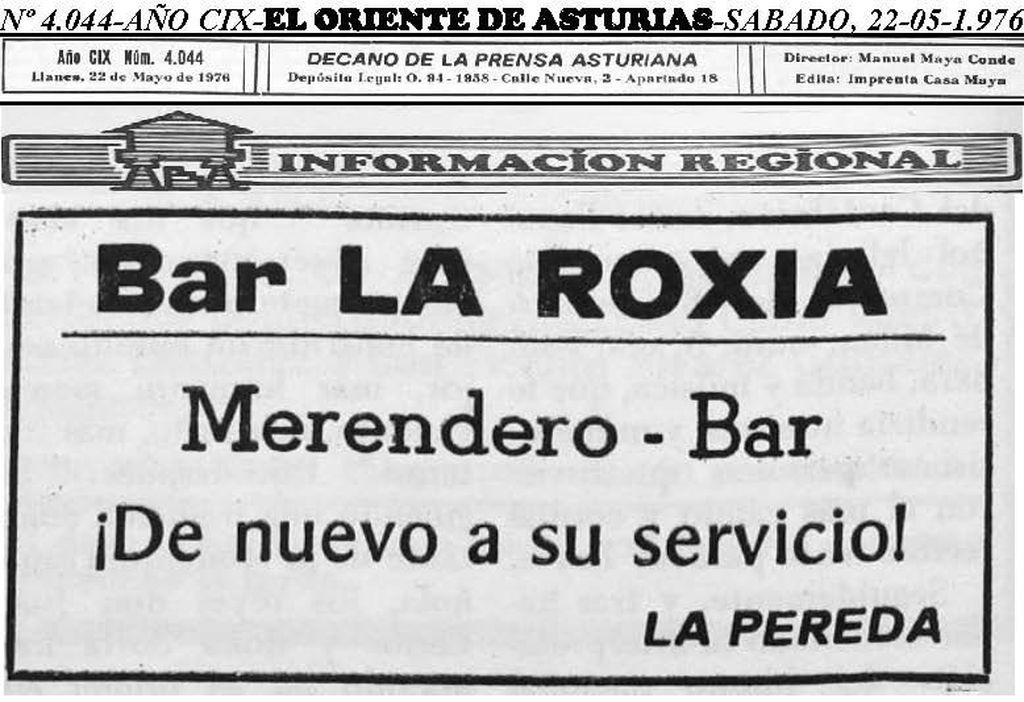 Nº 4.044-AÑO CIX-EL ORIENTE DE ASTURIAS-SABADO, 22-05-1.976
Año CIX Núm. 4.044
Llanes, 22 de Mayo de 1976
DECANO DE LA PRENSA ASTURIANA
Depósito Legal: O. 94 - 1958 - Calle Nueva, 2 - Apartado 18
Director: Manuel Maya Conde
Edita: Imprenta Casa Maya
INFORMACION REGIONAL
Bar LA ROXIA
Merendero - Bar
¡De nuevo a su servicio!
LA PEREDA